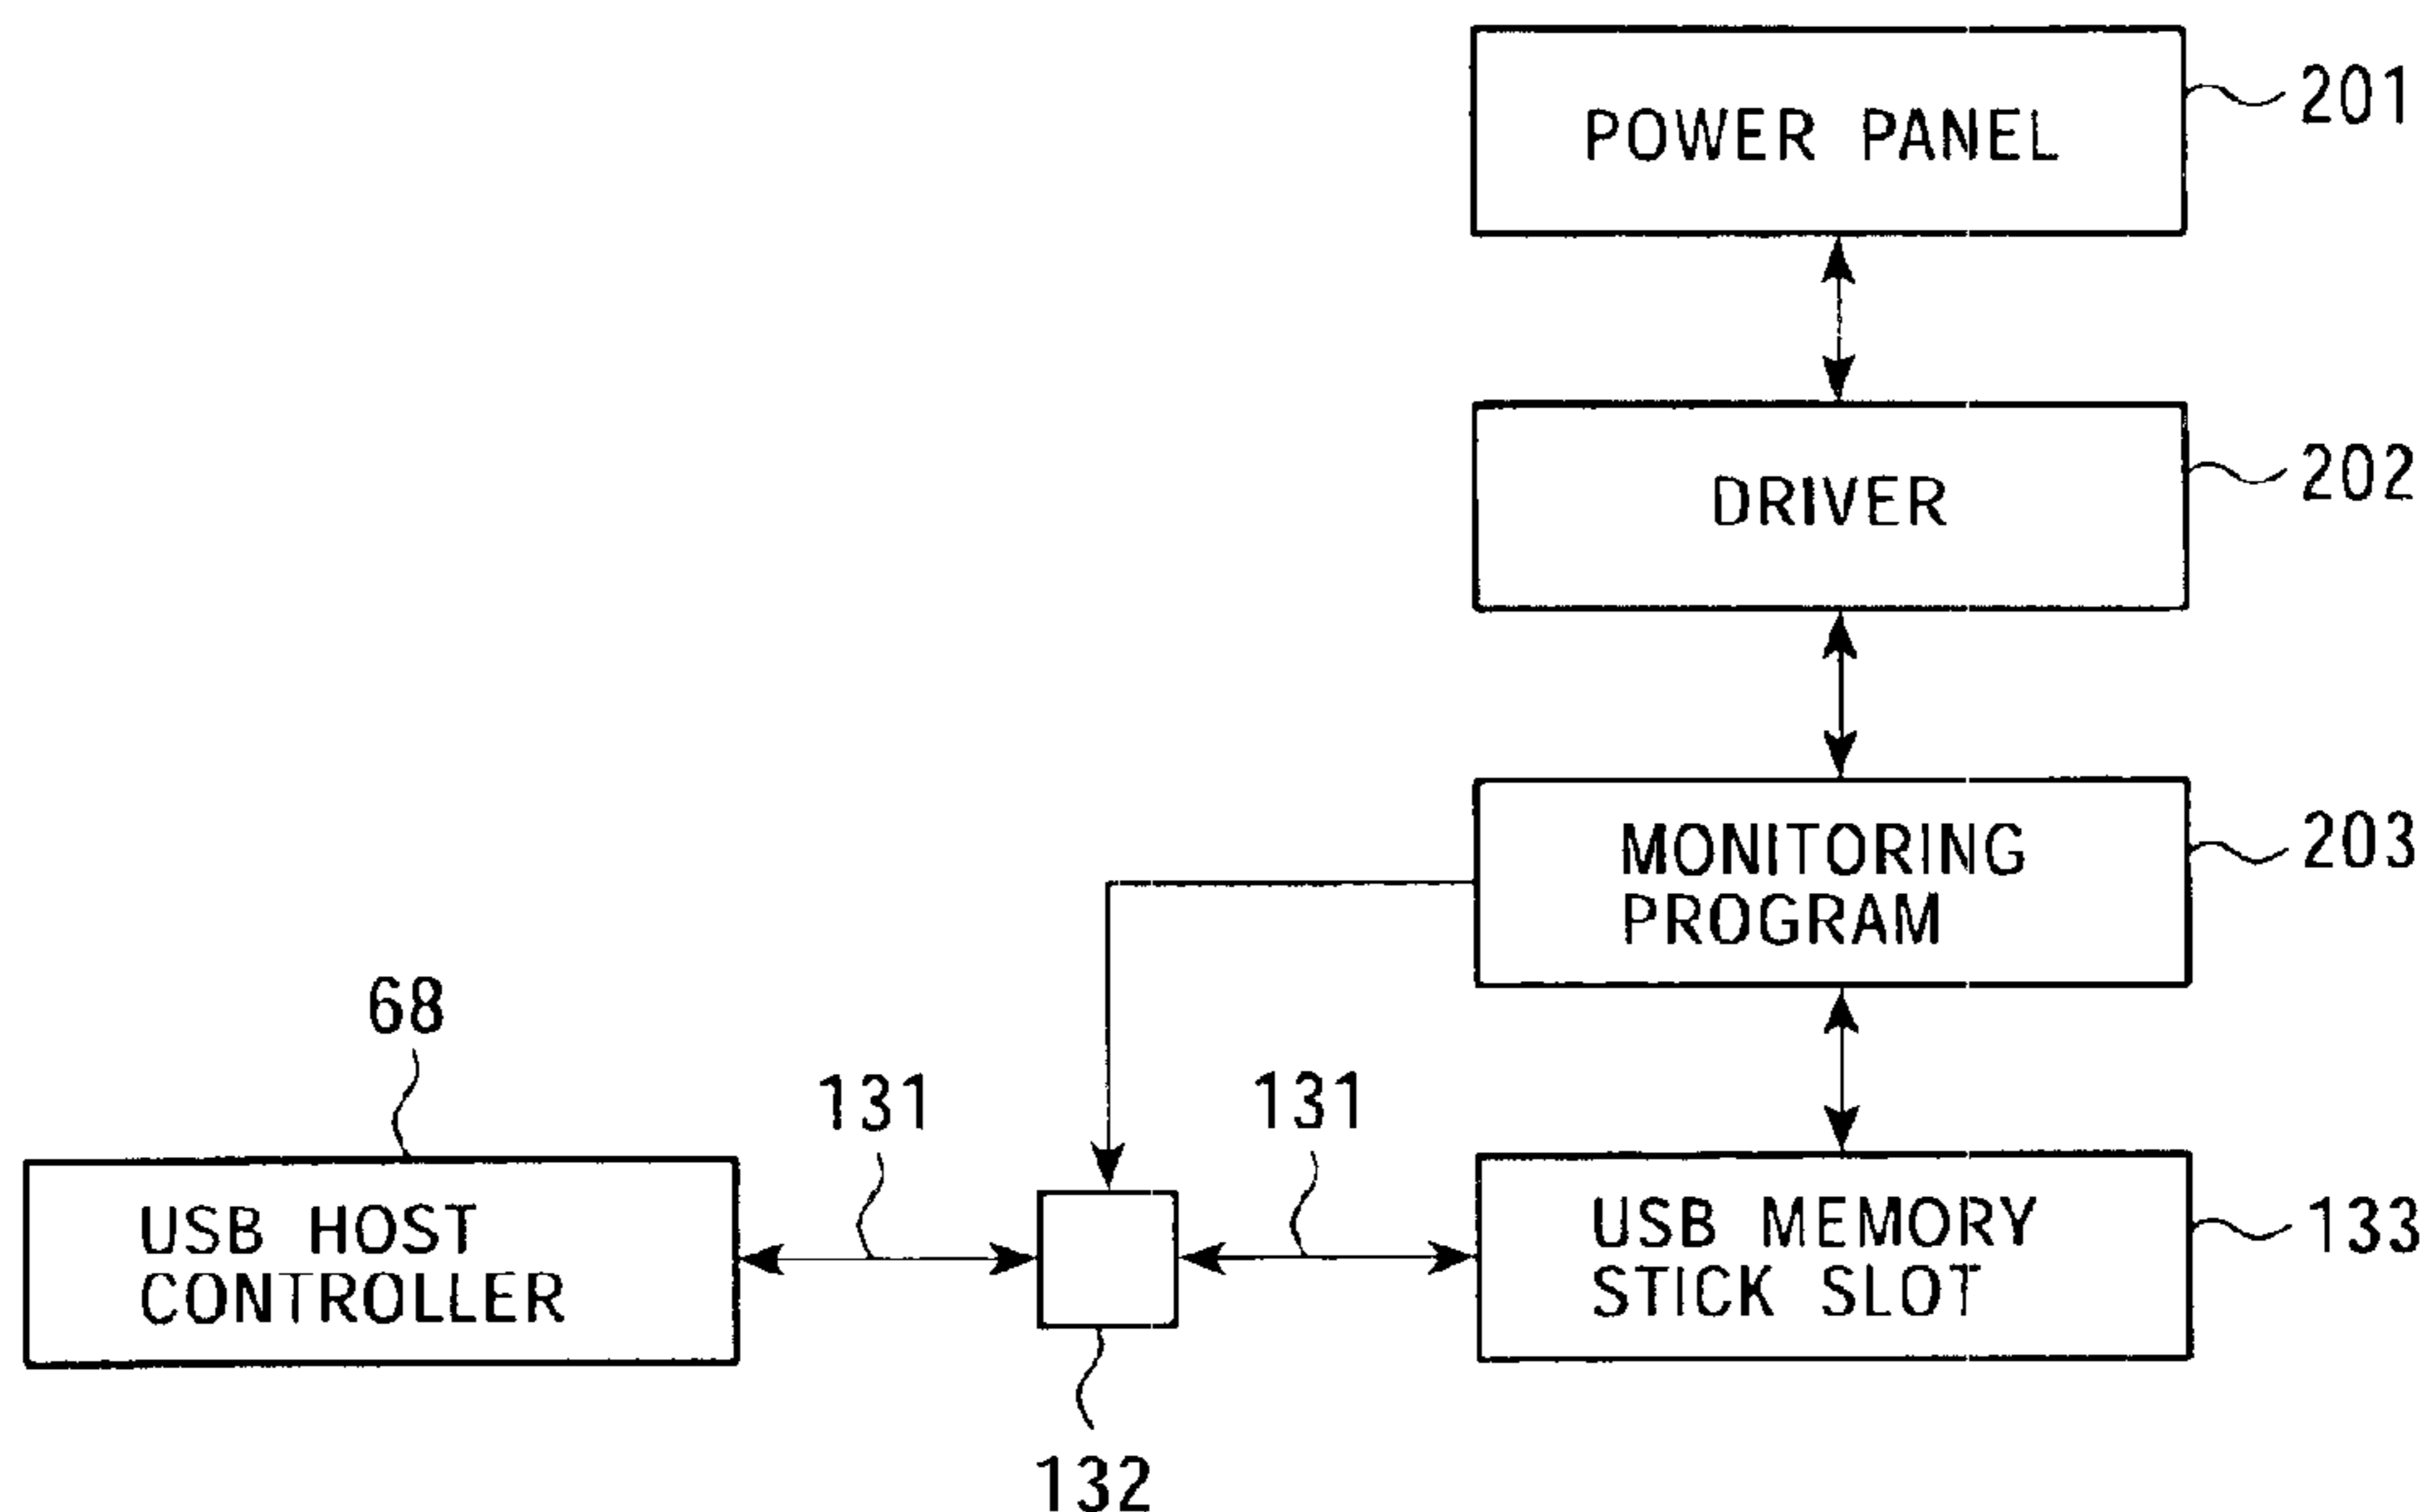 POWER PANEL
201
DRIVER
202
MONITORING
PROGRAM
203
68
131
131
USB HOST
CONTROLLER
USB MEMORY
STICK SLOT
133
132